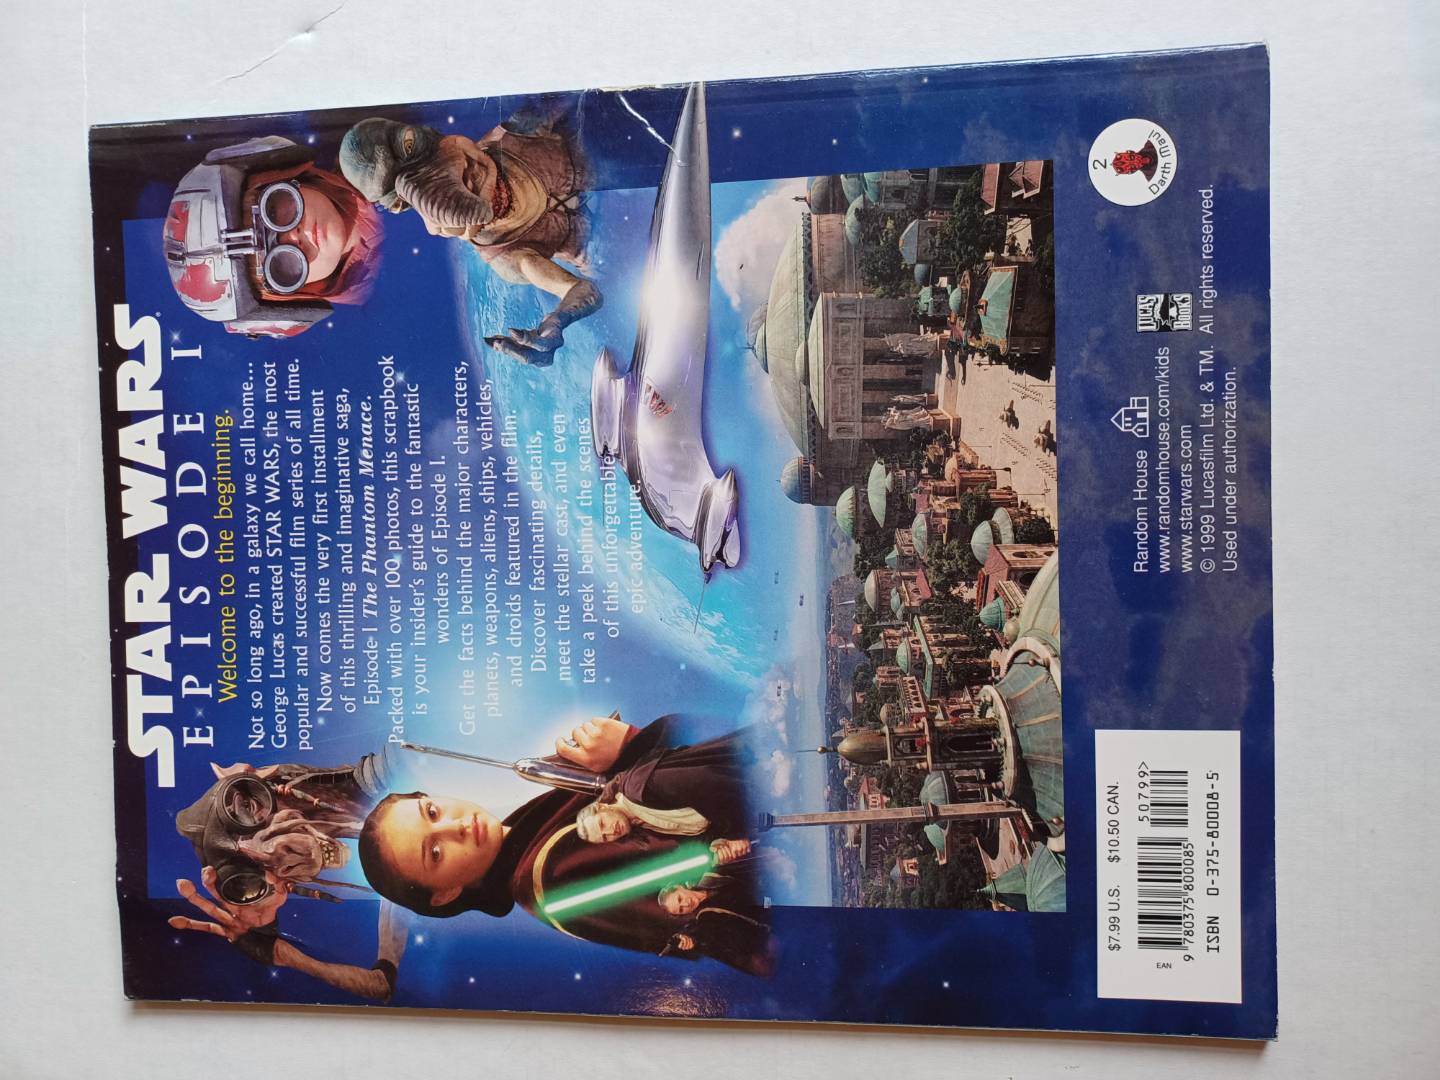 STAR WARS
EPISODE I
Welcome to the beginning.
Not so long ago, in a galaxy we call home...
George Lucas created STAR WARS, the most
popular and successful film series of all time.
Now comes the very first installment
of this thrilling and imaginative saga,
Episode I The Phantom Menace.
Packed with over 100 photos, this scrapbook
is your insider's guide to the fantastic
wonders of Episode I.
Get the facts behind the major characters,
planets, weapons, aliens, ships, vehicles,
and droids featured in the film.
Discover fascinating details,
meet the stellar cast, and even
take a peek behind the scenes
of this unforgettable
epic adventure.
$7.99 U.S. $10.50 CAN.
50799>
EAN
9 780375 800085
ISBN 0-375-80008-5
Random House
www.randomhouse.com/kids
www.starwars.com
© 1999 Lucasfilm Ltd. & TM. All rights reserved.
Used under authorization.
LUCAS
BOOKS
2
Darth Maul